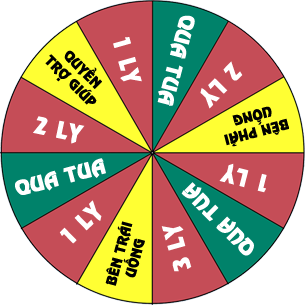 QUA TUA
2 LY
BÊN PHẢI
UỐNG
1 LY
QUA TUA
3 LY
BÊN TRÁI
UỐNG
1 LY
QUA TUA
2 LY
QUYỀN
TRỢ GIÚP
1 LY